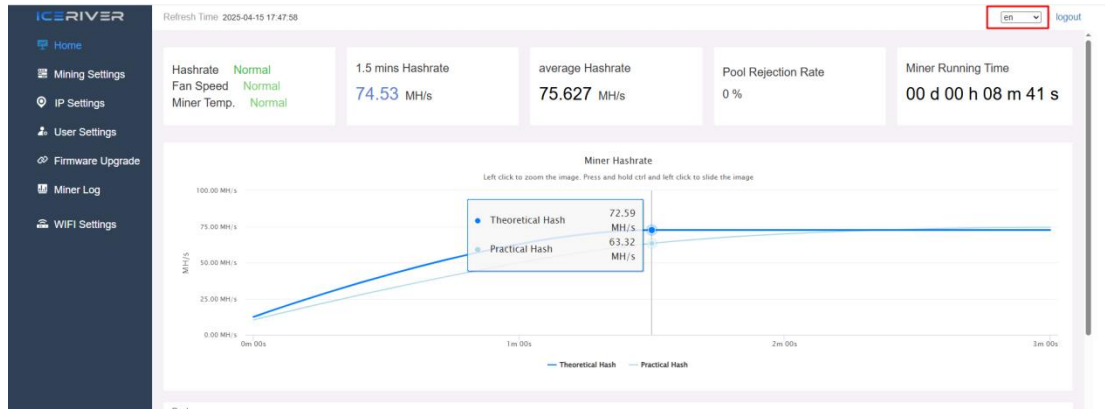 ICERIVER
Refresh Time 2025-04-15 17:47:58
en
logout
Home
Mining Settings
IP Settings
User Settings
Firmware Upgrade
Miner Log
WIFI Settings
Hashrate Normal
Fan Speed Normal
Miner Temp. Normal
1.5 mins Hashrate
74.53 MH/s
average Hashrate
75.627 MH/s
Pool Rejection Rate
0 %
Miner Running Time
00 d 00 h 08 m 41 s
Miner Hashrate
Left click to zoom the image. Press and hold ctrl and left click to slide the image
100.00 MH/s
75.00 MH/s
50.00 MH/s
25.00 MH/s
0.00 MH/s
MH/s
Theoretical Hash 72.59
MH/s
Practical Hash 63.32
MH/s
0m 00s
1m 00s
2m 00s
3m 00s
Theoretical Hash Practical Hash